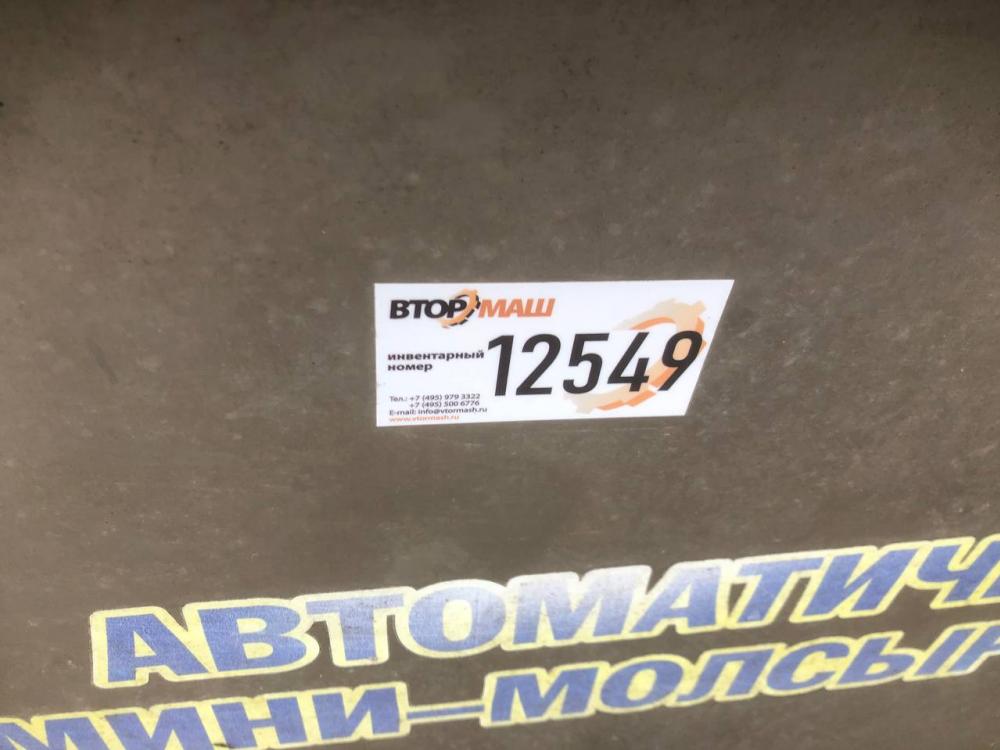 ВТОРМАШ
инвентарный
номер
12549
Тел.: +7 (495) 979 3322
+7 (495) 500 6776
E-mail: info@vtormash.ru
www.vtormash.ru
АВТОМАТИЧ
МИНИ–МОЛСЫР